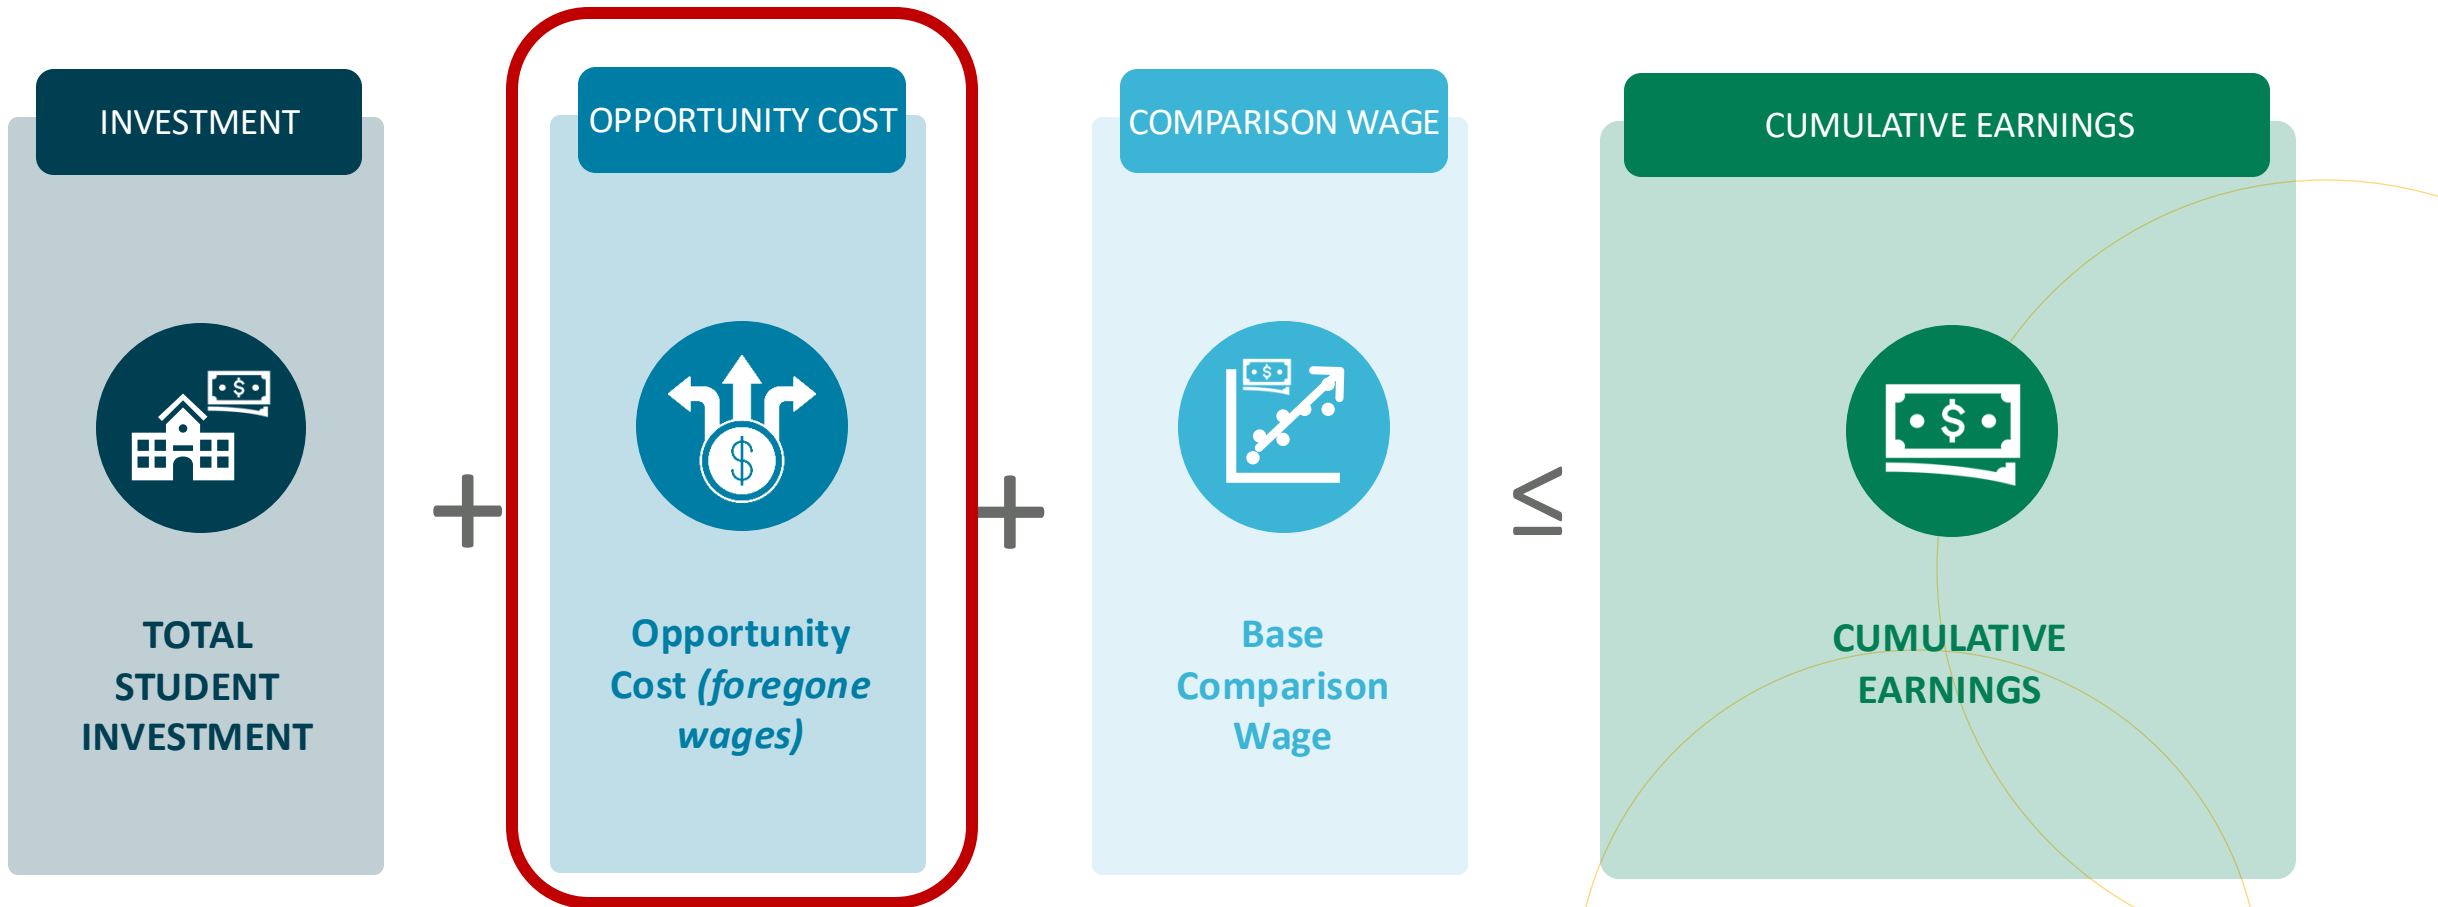 INVESTMENT
TOTAL
STUDENT
INVESTMENT
+
OPPORTUNITY COST
$
Opportunity
Cost (foregone
wages)
+
COMPARISON WAGE
$
Base
Comparison
Wage
≤
CUMULATIVE EARNINGS
$
CUMULATIVE
EARNINGS